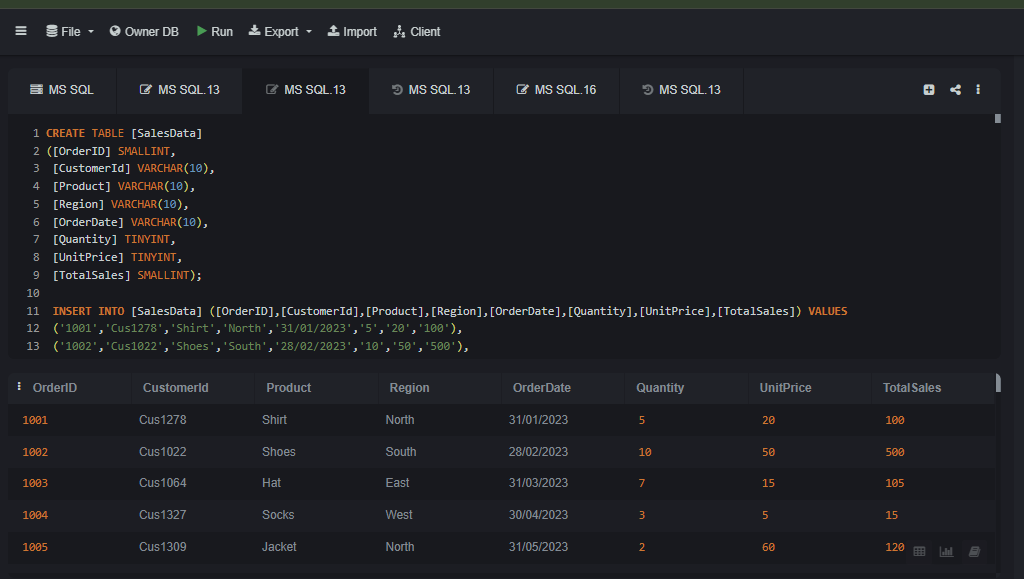 File Owner DB Run Export Import Client
MS SQL MS SQL.13 MS SQL.13 MS SQL.13 MS SQL.16 MS SQL.13
1 CREATE TABLE [SalesData]
2 ([OrderID] SMALLINT,
3 [CustomerId] VARCHAR(10),
4 [Product] VARCHAR(10),
5 [Region] VARCHAR(10),
6 [OrderDate] VARCHAR(10),
7 [Quantity] TINYINT,
8 [UnitPrice] TINYINT,
9 [TotalSales] SMALLINT);
10
11 INSERT INTO [SalesData] ([OrderID],[CustomerId],[Product],[Region],[OrderDate],[Quantity],[UnitPrice],[TotalSales]) VALUES
12 ('1001','Cus1278','Shirt','North','31/01/2023','5','20','100'),
13 ('1002','Cus1022','Shoes','South','28/02/2023','10','50','500'),
OrderID CustomerId Product Region OrderDate Quantity UnitPrice TotalSales
1001 Cus1278 Shirt North 31/01/2023 5 20 100
1002 Cus1022 Shoes South 28/02/2023 10 50 500
1003 Cus1064 Hat East 31/03/2023 7 15 105
1004 Cus1327 Socks West 30/04/2023 3 5 15
1005 Cus1309 Jacket North 31/05/2023 2 60 120